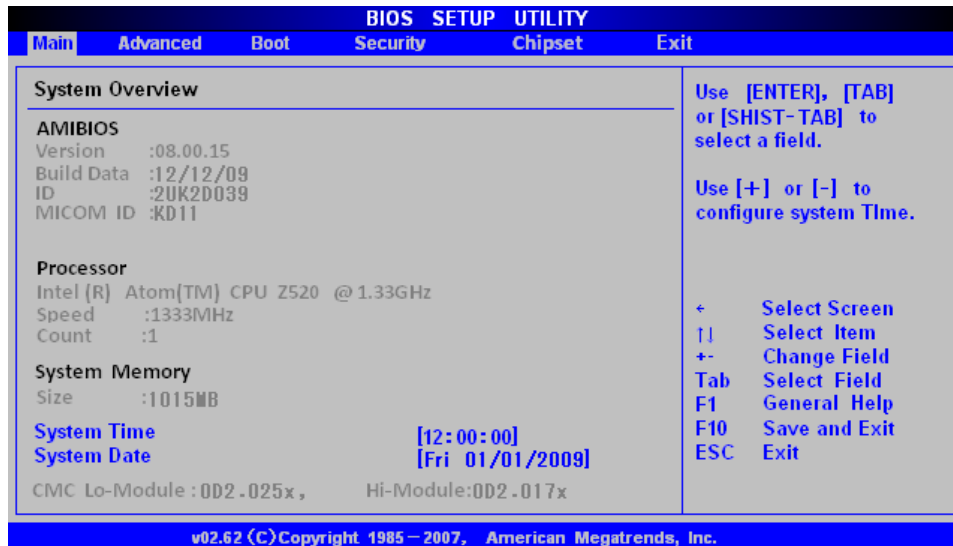 BIOS SETUP UTILITY
Main Advanced Boot Security Chipset Exit
System Overview
AMIBIOS
Version :08.00.15
Build Data :12/12/09
ID :2UK2D039
MICOM ID :KD11
Processor
Intel (R) Atom(TM) CPU Z520 @ 1.33GHz
Speed :1333MHz
Count :1
System Memory
Size :1015MB
System Time [12:00:00]
System Date [Fri 01/01/2009]
CMC Lo-Module : 0D2.025x, Hi-Module:0D2.017x
Use [ENTER], [TAB]
or [SHIST-TAB] to
select a field.
Use [+] or [-] to
configure system TIme.
← Select Screen
↑↓ Select Item
+- Change Field
Tab Select Field
F1 General Help
F10 Save and Exit
ESC Exit
v02.62 (C)Copyright 1985-2007, American Megatrends, Inc.